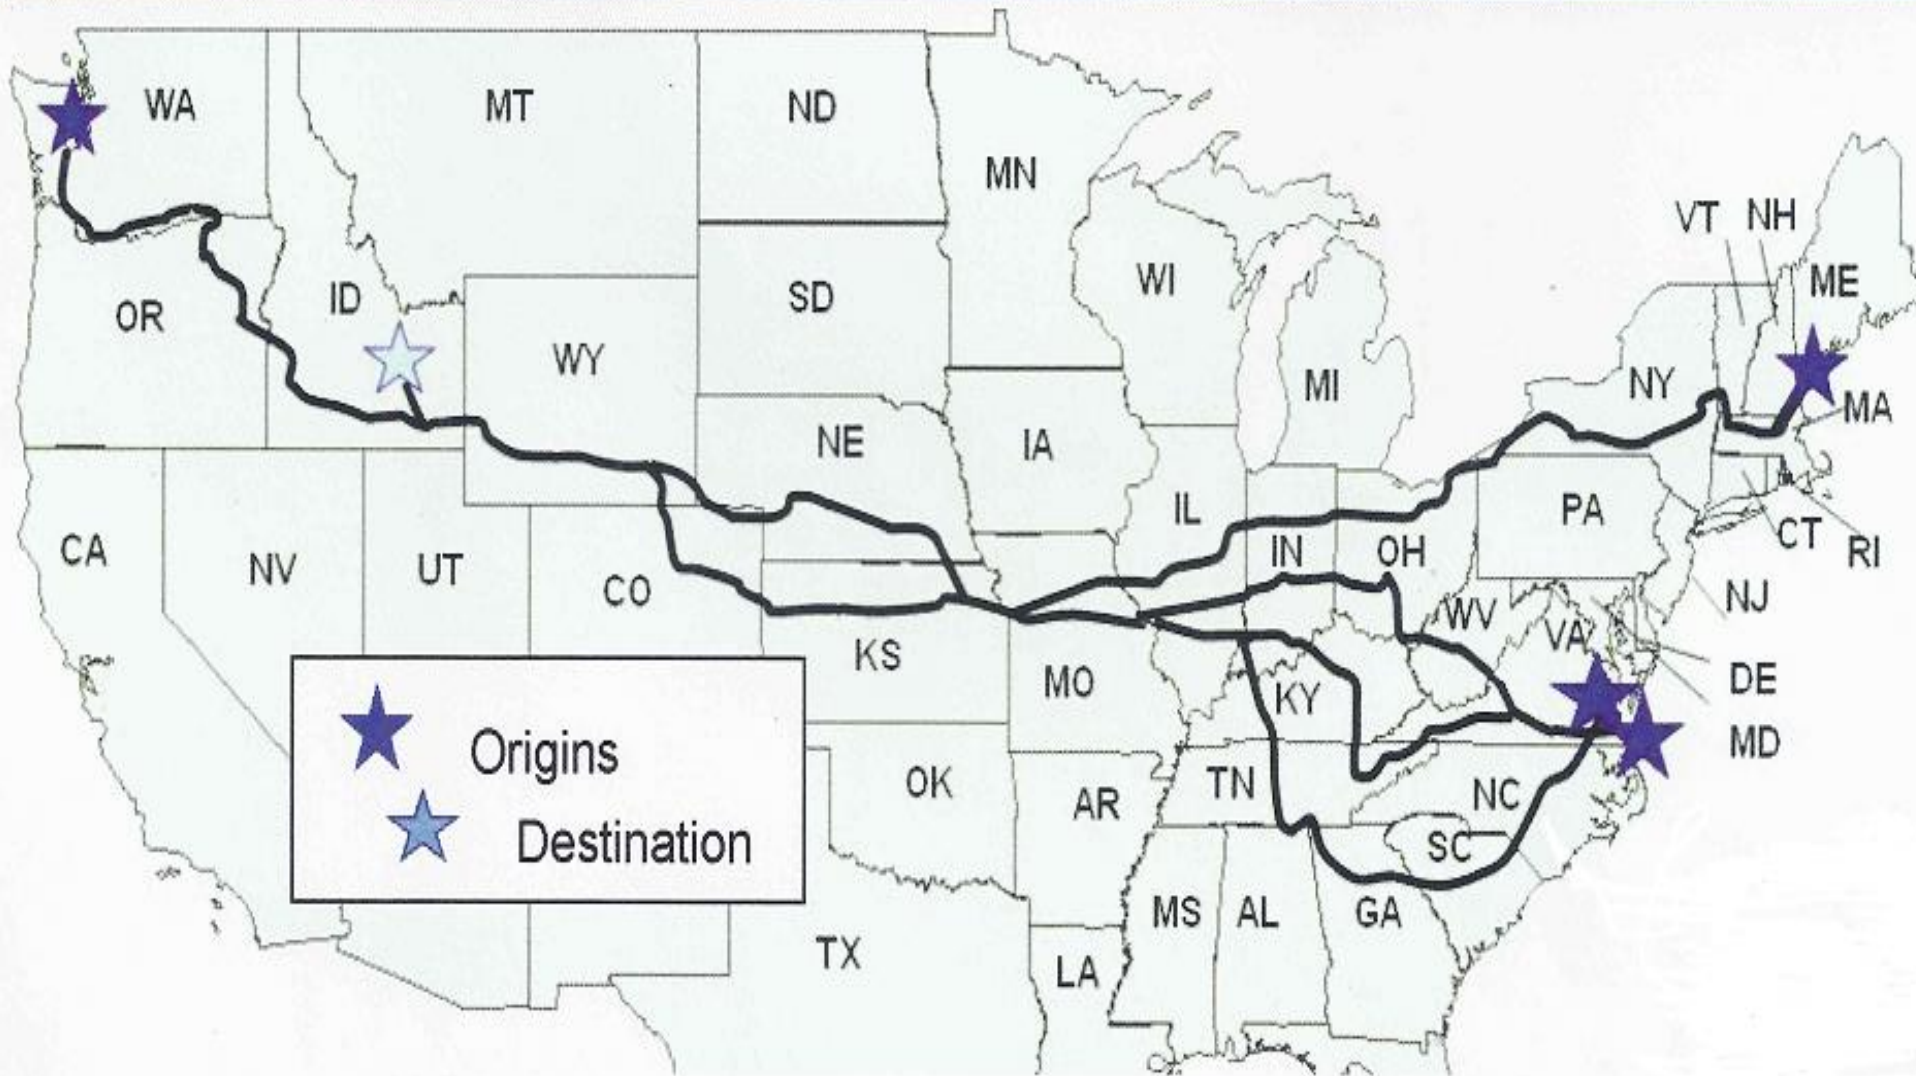 WA
MT
ND
MN
VT NH
OR
ID
SD
WI
ME
WY
MI
NY
MA
NE
IA
IL
PA
CA
NV
UT
CO
IN
OH
CT
RI
KS
MO
WV
VA
NJ
KY
DE
MD
Origins
Destination
OK
AR
TN
NC
SC
TX
LA
MS
AL
GA